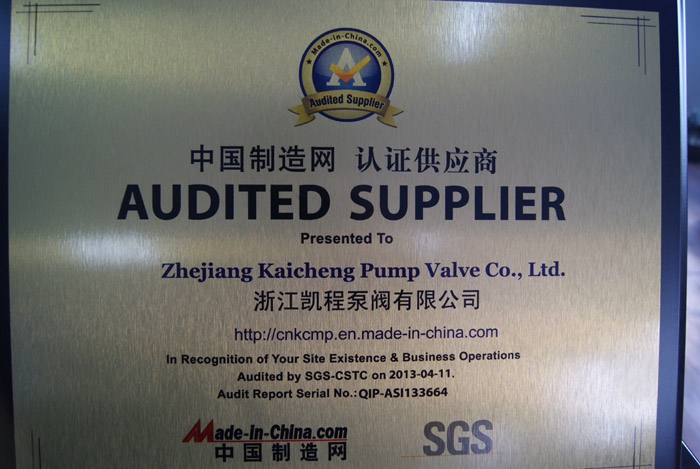 Made-in-China.com
A
Audited Supplier
中国制造网 认证供应商
AUDITED SUPPLIER
Presented To
Zhejiang Kaicheng Pump Valve Co., Ltd.
浙江凯程泵阀有限公司
http://cnkcmp.en.made-in-china.com
In Recognition of Your Site Existence & Business Operations
Audited by SGS-CSTC on 2013-04-11.
Audit Report Serial No.:QIP-ASI133664
Made-in-China.com
中国制造网
SGS